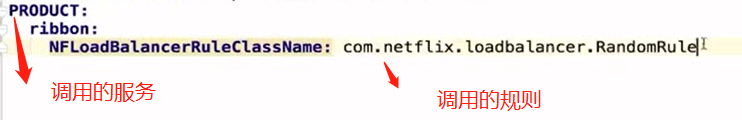 PRODUCT:
ribbon:
NFLoadBalancerRuleClassName: com.netflix.loadbalancer.RandomRule
调用的服务
调用的规则